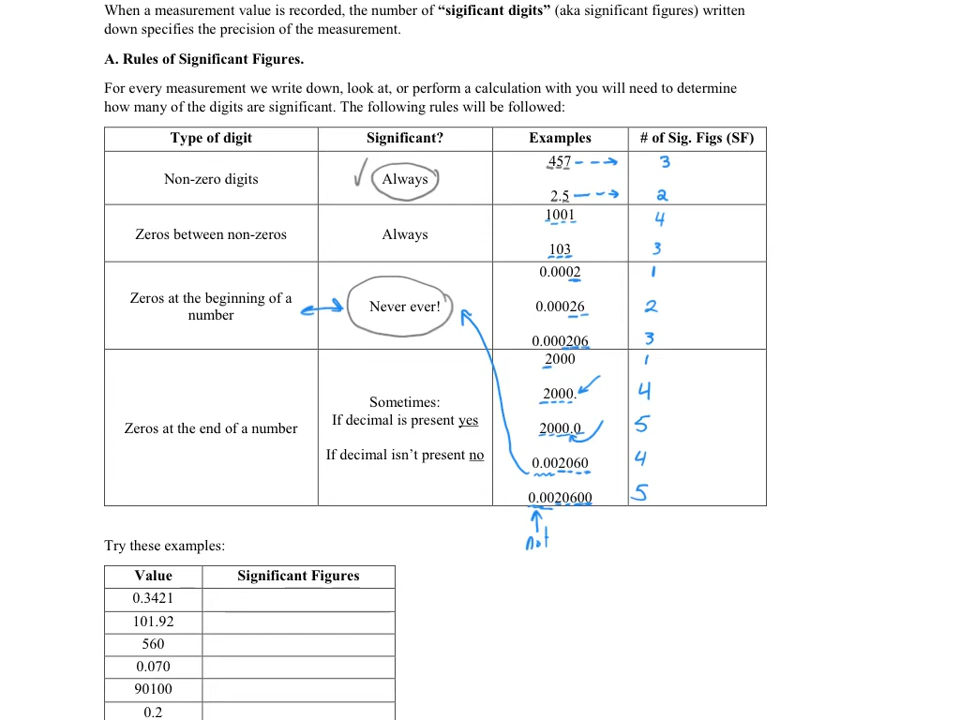 When a measurement value is recorded, the number of “sigificant digits” (aka significant figures) written
down specifies the precision of the measurement.
A. Rules of Significant Figures.
For every measurement we write down, look at, or perform a calculation with you will need to determine
how many of the digits are significant. The following rules will be followed:
Type of digit Significant? Examples # of Sig. Figs (SF)
457 3
Non-zero digits Always
2.5 2
1001 4
Zeros between non-zeros Always
103 3
0.0002 1
Zeros at the beginning of a
number
Never ever! 0.00026 2
0.000206 3
2000 1
2000. 4
Sometimes:
If decimal is present yes
Zeros at the end of a number 2000.0 5
If decimal isn’t present no 0.002060 4
0.0020600 5
not
Try these examples:
Value Significant Figures
0.3421
101.92
560
0.070
90100
0.2